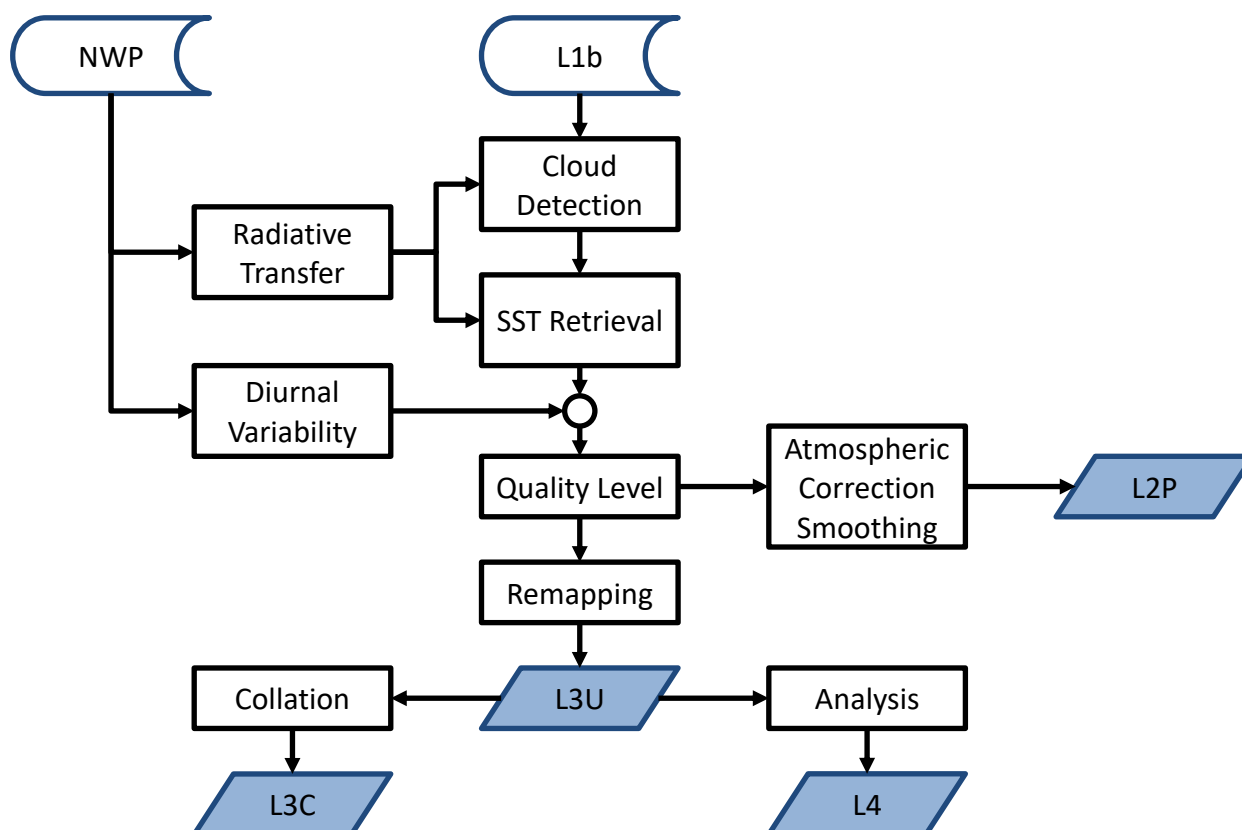 NWP
L1b
Cloud
Detection
Radiative
Transfer
SST Retrieval
Diurnal
Variability
Quality Level
Atmospheric
Correction
Smoothing
L2P
Remapping
Collation
L3U
Analysis
L3C
L4